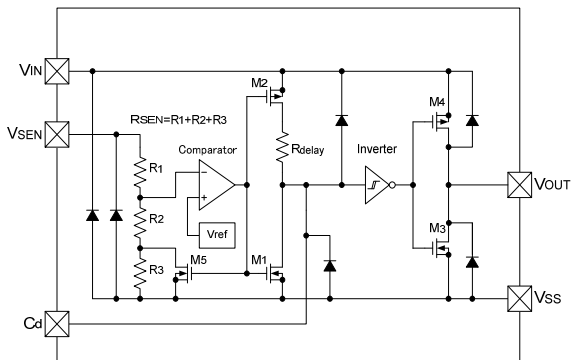 VIN
M2
M4
RSEN=R1+R2+R3
VSEN
Comparator
Rdelay
Inverter
R1
−
+
R2
VOUT
Vref
M3
R3
M5
M1
VSS
Cd